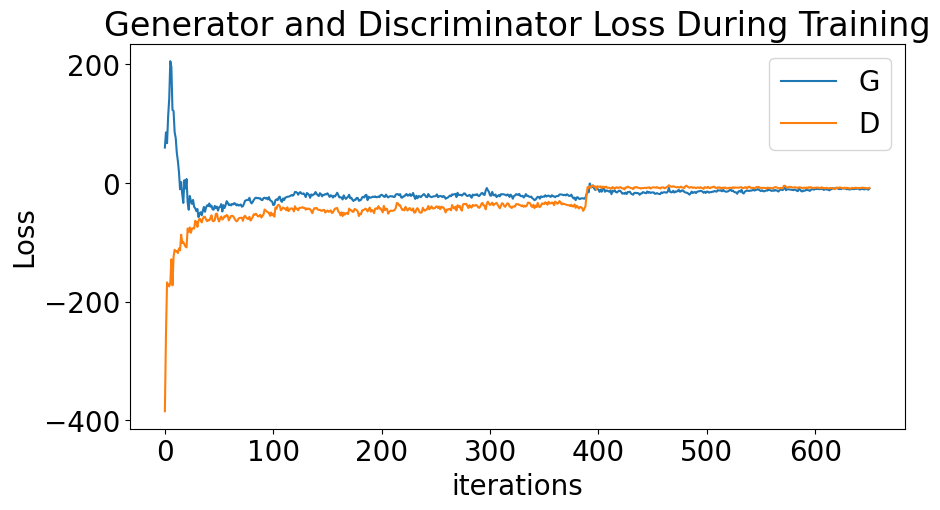 Generator and Discriminator Loss During Training
200
0
−200
−400
Loss
G
D
0 100 200 300 400 500 600
iterations